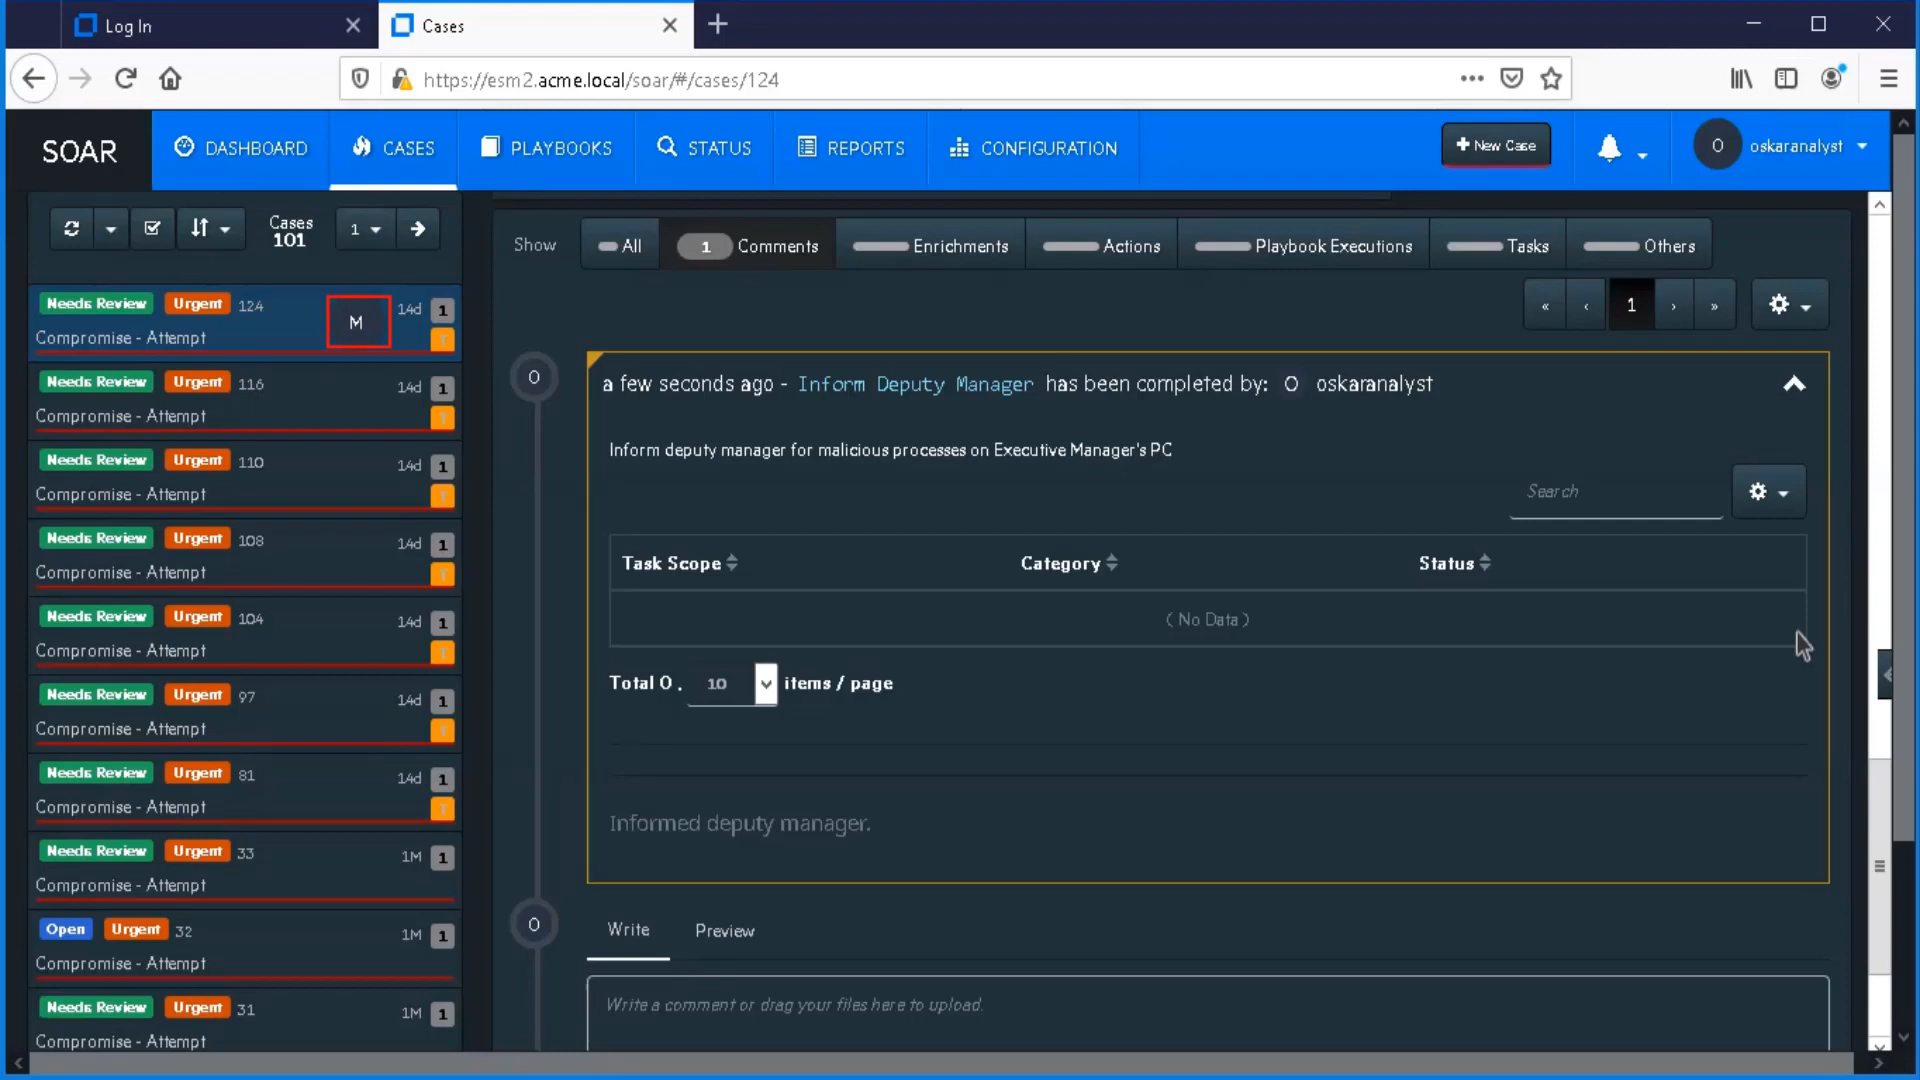 Log In
Cases
https://esm2.acme.local/soar/#/cases/124
SOAR
DASHBOARD
CASES
PLAYBOOKS
STATUS
REPORTS
CONFIGURATION
+ New Case
O
oskaranalyst
Cases
101
1
Show
All
1 Comments
Enrichments
Actions
Playbook Executions
Tasks
Others
« ‹ 1 › »
Needs Review Urgent 124
M
14d 1
Compromise - Attempt T
Needs Review Urgent 116 14d 1
Compromise - Attempt T
Needs Review Urgent 110 14d 1
Compromise - Attempt T
Needs Review Urgent 108 14d 1
Compromise - Attempt T
Needs Review Urgent 104 14d 1
Compromise - Attempt T
Needs Review Urgent 97 14d 1
Compromise - Attempt T
Needs Review Urgent 81 14d 1
Compromise - Attempt T
Needs Review Urgent 33 1M 1
Compromise - Attempt
Open Urgent 32 1M 1
Compromise - Attempt
Needs Review Urgent 31 1M 1
Compromise - Attempt
O
a few seconds ago - Inform Deputy Manager has been completed by: O oskaranalyst
Inform deputy manager for malicious processes on Executive Manager's PC
Search
Task Scope Category Status
( No Data )
Total 0 . 10 items / page
Informed deputy manager.
O
Write Preview
Write a comment or drag your files here to upload.